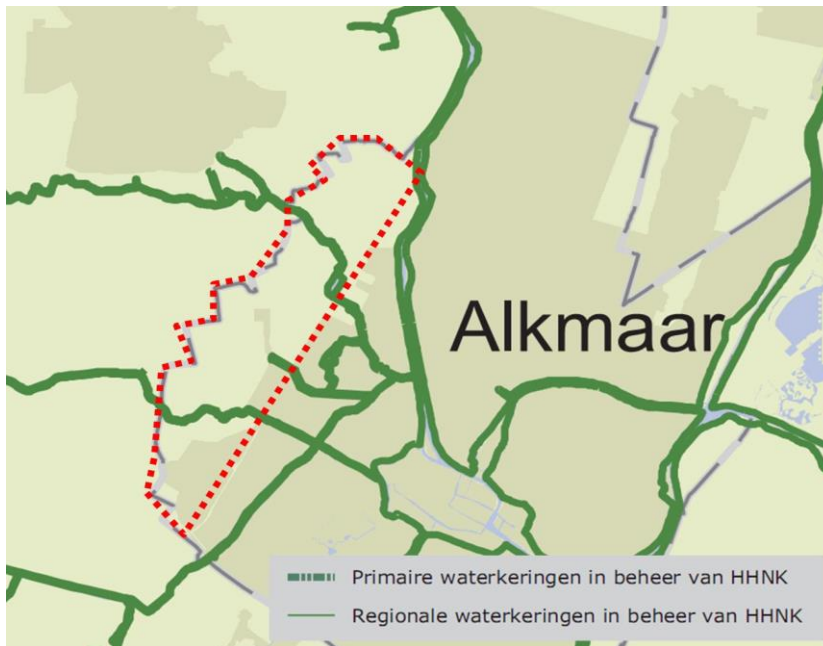 Alkmaar
Primaire waterkeringen in beheer van HHNK
Regionale waterkeringen in beheer van HHNK